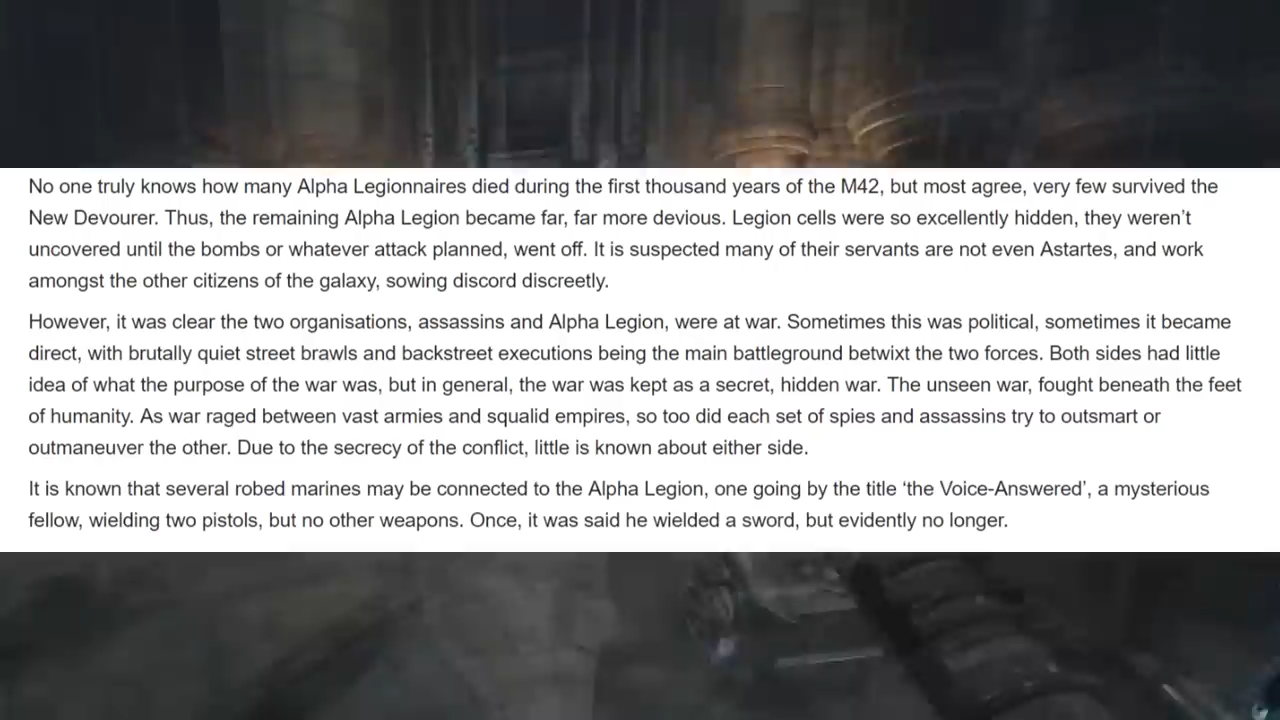 No one truly knows how many Alpha Legionnaires died during the first thousand years of the M42, but most agree, very few survived the
New Devourer. Thus, the remaining Alpha Legion became far, far more devious. Legion cells were so excellently hidden, they weren’t
uncovered until the bombs or whatever attack planned, went off. It is suspected many of their servants are not even Astartes, and work
amongst the other citizens of the galaxy, sowing discord discreetly.
However, it was clear the two organisations, assassins and Alpha Legion, were at war. Sometimes this was political, sometimes it became
direct, with brutally quiet street brawls and backstreet executions being the main battleground betwixt the two forces. Both sides had little
idea of what the purpose of the war was, but in general, the war was kept as a secret, hidden war. The unseen war, fought beneath the feet
of humanity. As war raged between vast armies and squalid empires, so too did each set of spies and assassins try to outsmart or
outmaneuver the other. Due to the secrecy of the conflict, little is known about either side.
It is known that several robed marines may be connected to the Alpha Legion, one going by the title ‘the Voice-Answered’, a mysterious
fellow, wielding two pistols, but no other weapons. Once, it was said he wielded a sword, but evidently no longer.